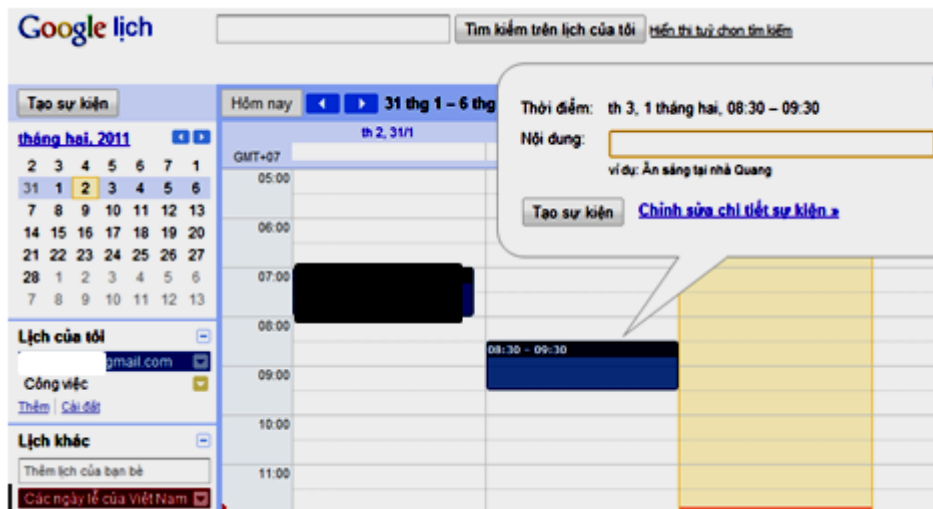 Google lịch
Tìm kiếm trên lịch của tôi
Hiển thị tuỳ chọn tìm kiếm
Tạo sự kiện
tháng hai, 2011
2 3 4 5 6 7 1
31 1 2 3 4 5 6
7 8 9 10 11 12 13
14 15 16 17 18 19 20
21 22 23 24 25 26 27
28 1 2 3 4 5 6
7 8 9 10 11 12 13
Lịch của tôi
gmail.com
Công việc
Thêm Cài đặt
Lịch khác
Thêm lịch của bạn bè
Các ngày lễ của Việt Nam
Hôm nay
31 thg 1 – 6 thg
th 2, 31/1
GMT+07
05:00
06:00
07:00
08:00
09:00
10:00
11:00
08:30 – 09:30
Thời điểm: th 3, 1 tháng hai, 08:30 – 09:30
Nội dung:
ví dụ: Ăn sáng tại nhà Quang
Tạo sự kiện
Chỉnh sửa chi tiết sự kiện »